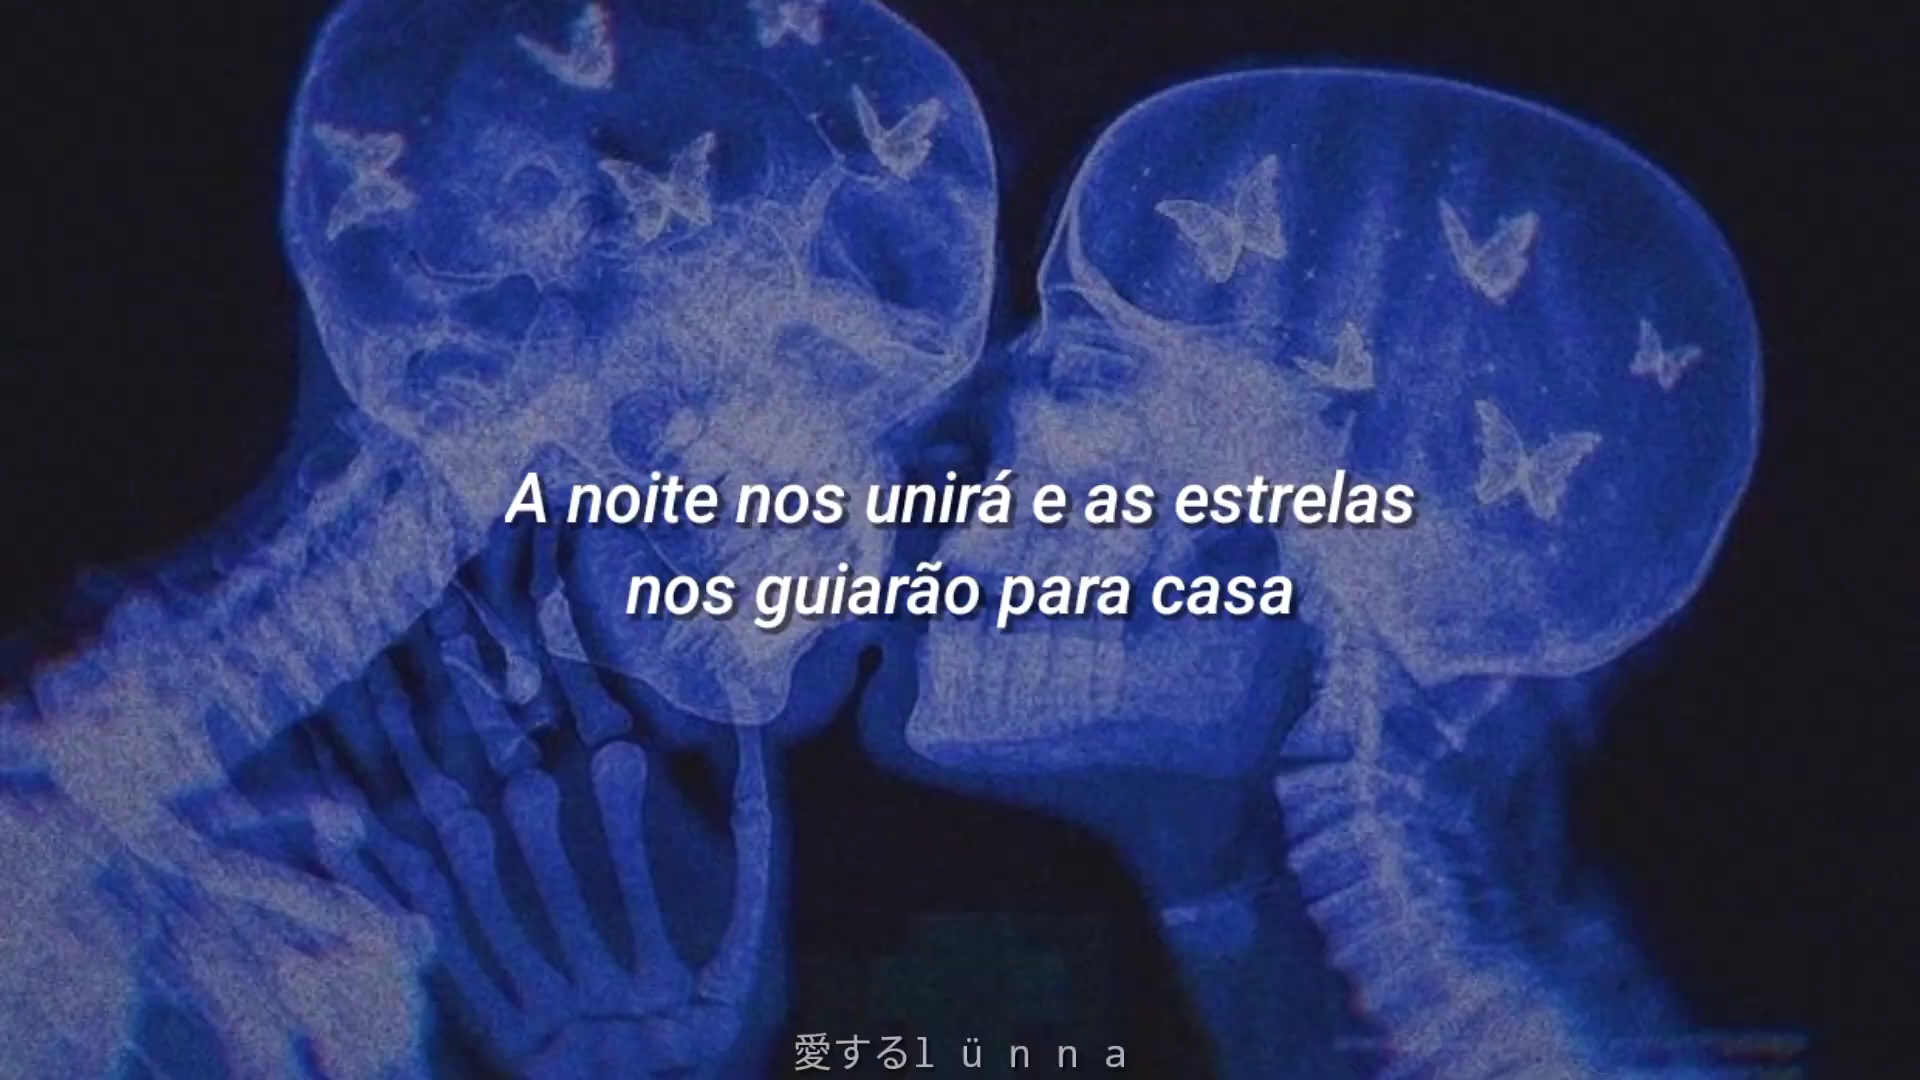 A noite nos unirá e as estrelas
nos guiarão para casa
愛するl ü n n a